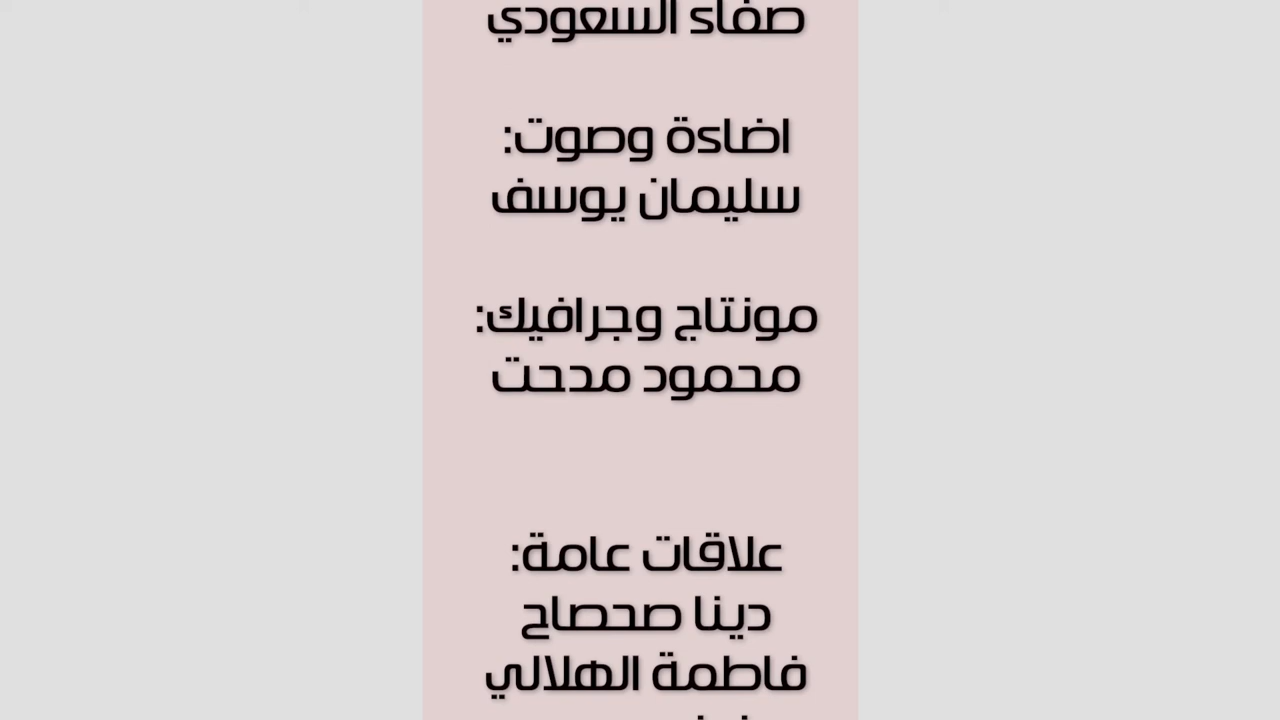 صفاء السعودي
اضاءة وصوت:
سليمان يوسف
مونتاج وجرافيك:
محمود مدحت
علاقات عامة:
دينا صحصاح
فاطمة الهلالي